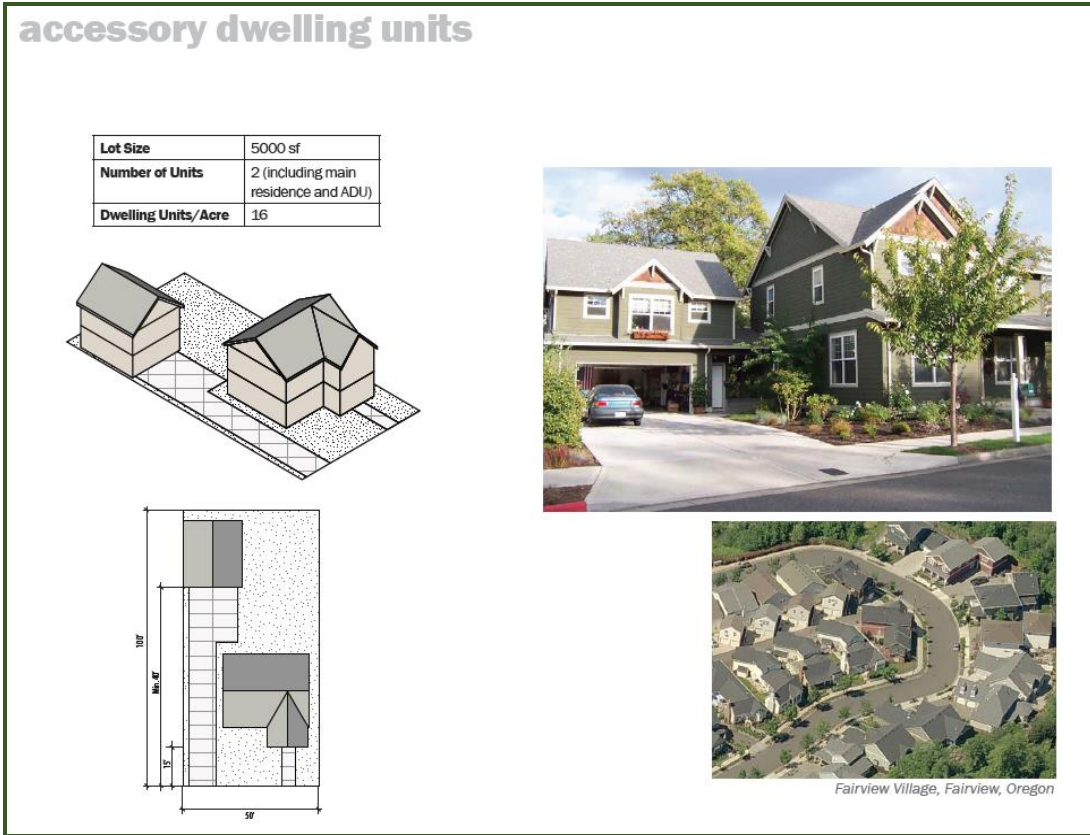 accessory dwelling units
Lot Size 5000 sf
Number of Units 2 (including main
residence and ADU)
Dwelling Units/Acre 16
100'
Min. 40'
15'
50'
Fairview Village, Fairview, Oregon